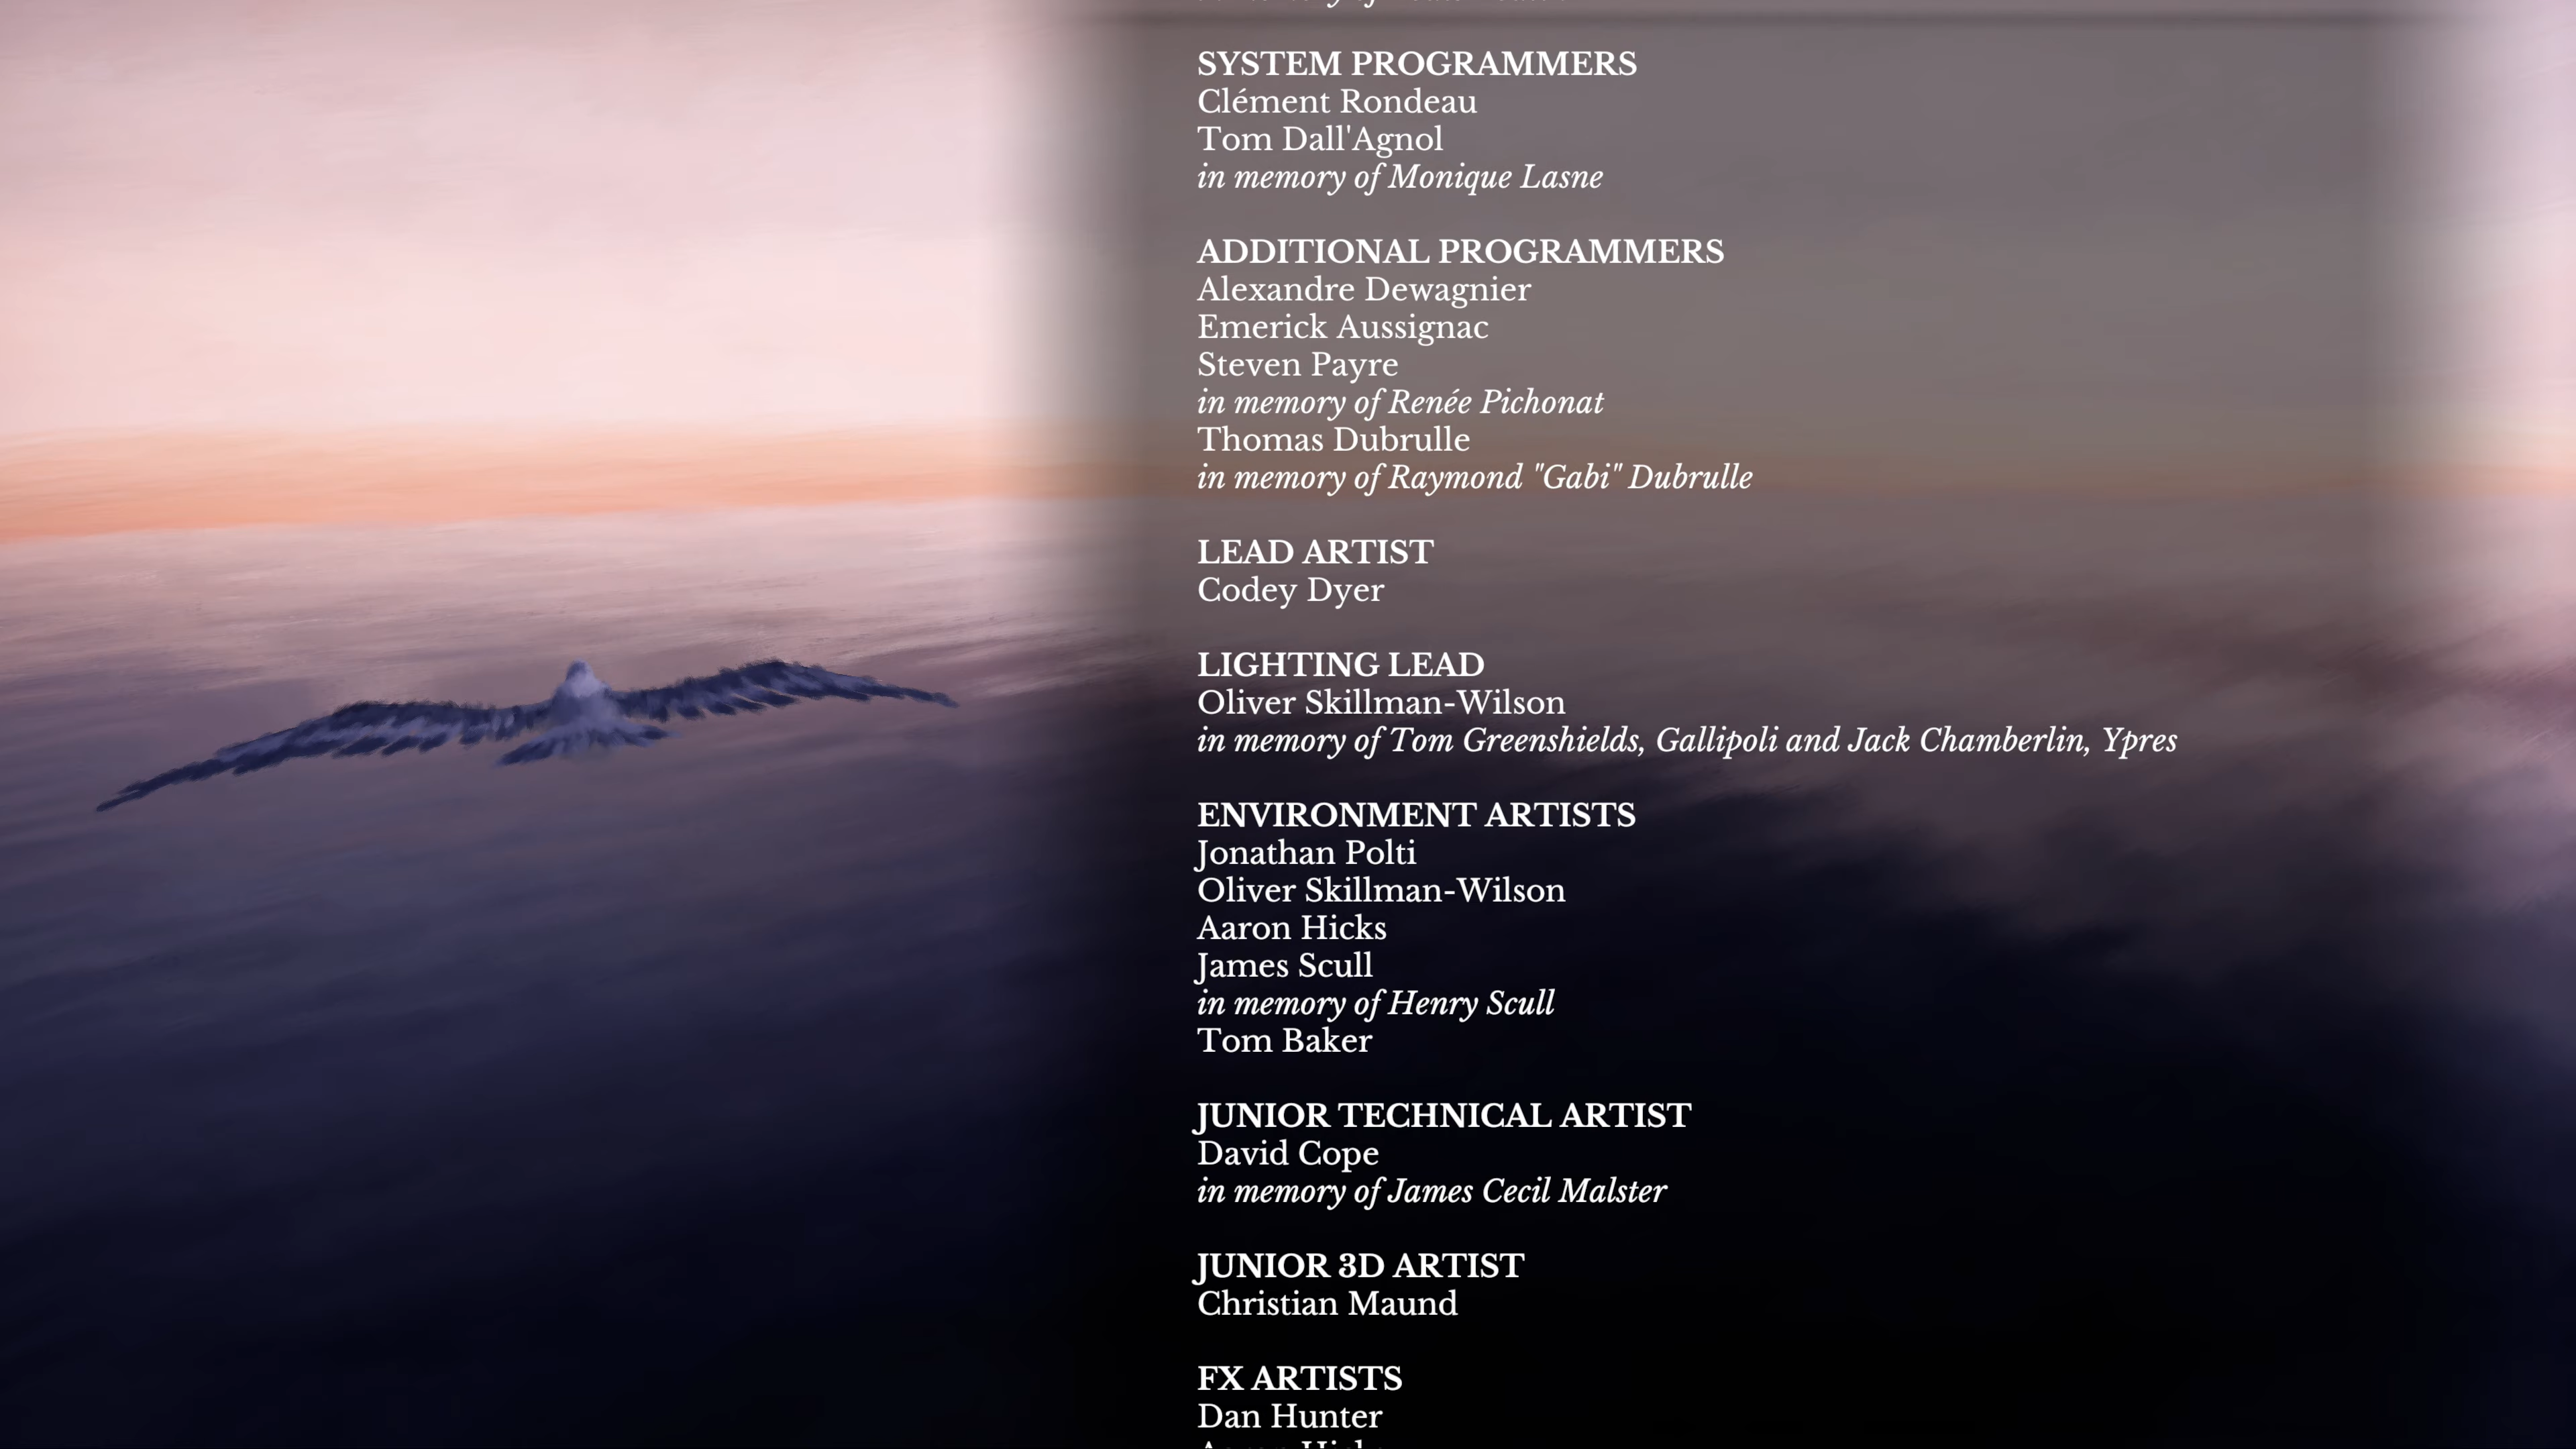 SYSTEM PROGRAMMERS
Clément Rondeau
Tom Dall'Agnol
in memory of Monique Lasne
ADDITIONAL PROGRAMMERS
Alexandre Dewagnier
Emerick Aussignac
Steven Payre
in memory of Renée Pichonat
Thomas Dubrulle
in memory of Raymond "Gabi" Dubrulle
LEAD ARTIST
Codey Dyer
LIGHTING LEAD
Oliver Skillman-Wilson
in memory of Tom Greenshields, Gallipoli and Jack Chamberlin, Ypres
ENVIRONMENT ARTISTS
Jonathan Polti
Oliver Skillman-Wilson
Aaron Hicks
James Scull
in memory of Henry Scull
Tom Baker
JUNIOR TECHNICAL ARTIST
David Cope
in memory of James Cecil Malster
JUNIOR 3D ARTIST
Christian Maund
FX ARTISTS
Dan Hunter